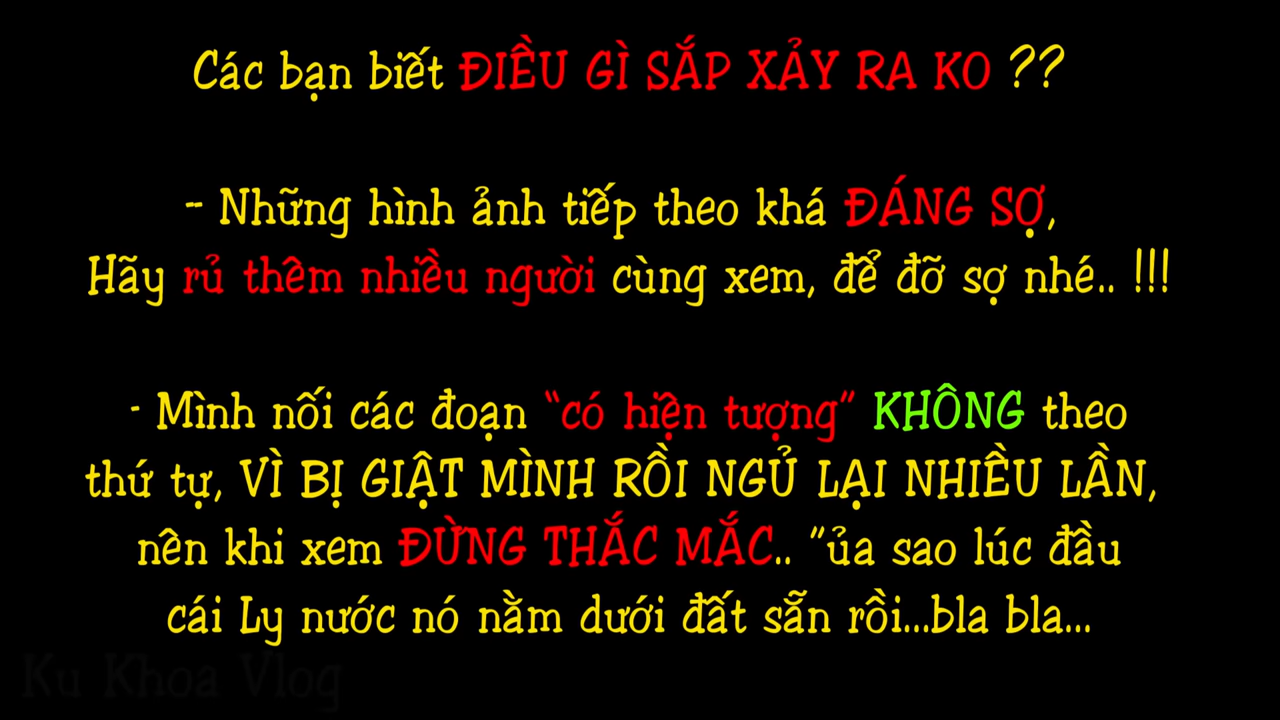 Các bạn biết ĐIỀU GÌ SẮP XẢY RA KO ??
- Những hình ảnh tiếp theo khá ĐÁNG SỢ,
Hãy rủ thêm nhiều người cùng xem, để đỡ sợ nhé.. !!!
- Mình nối các đoạn "có hiện tượng" KHÔNG theo
thứ tự, VÌ BỊ GIẬT MÌNH RỒI NGỦ LẠI NHIỀU LẦN,
nên khi xem ĐỪNG THẮC MẮC.. "ủa sao lúc đầu
cái Ly nước nó nằm dưới đất sẵn rồi...bla bla...
Ku Khoa Vlog